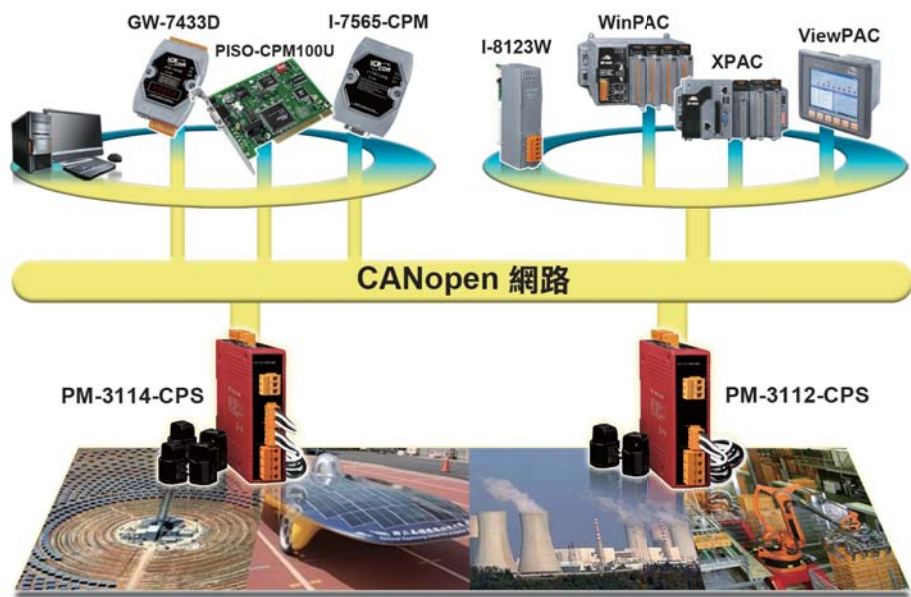 GW-7433D
I-7565-CPM
PISO-CPM100U
I-8123W
WinPAC
XPAC
ViewPAC
CANopen 網路
PM-3114-CPS
PM-3112-CPS